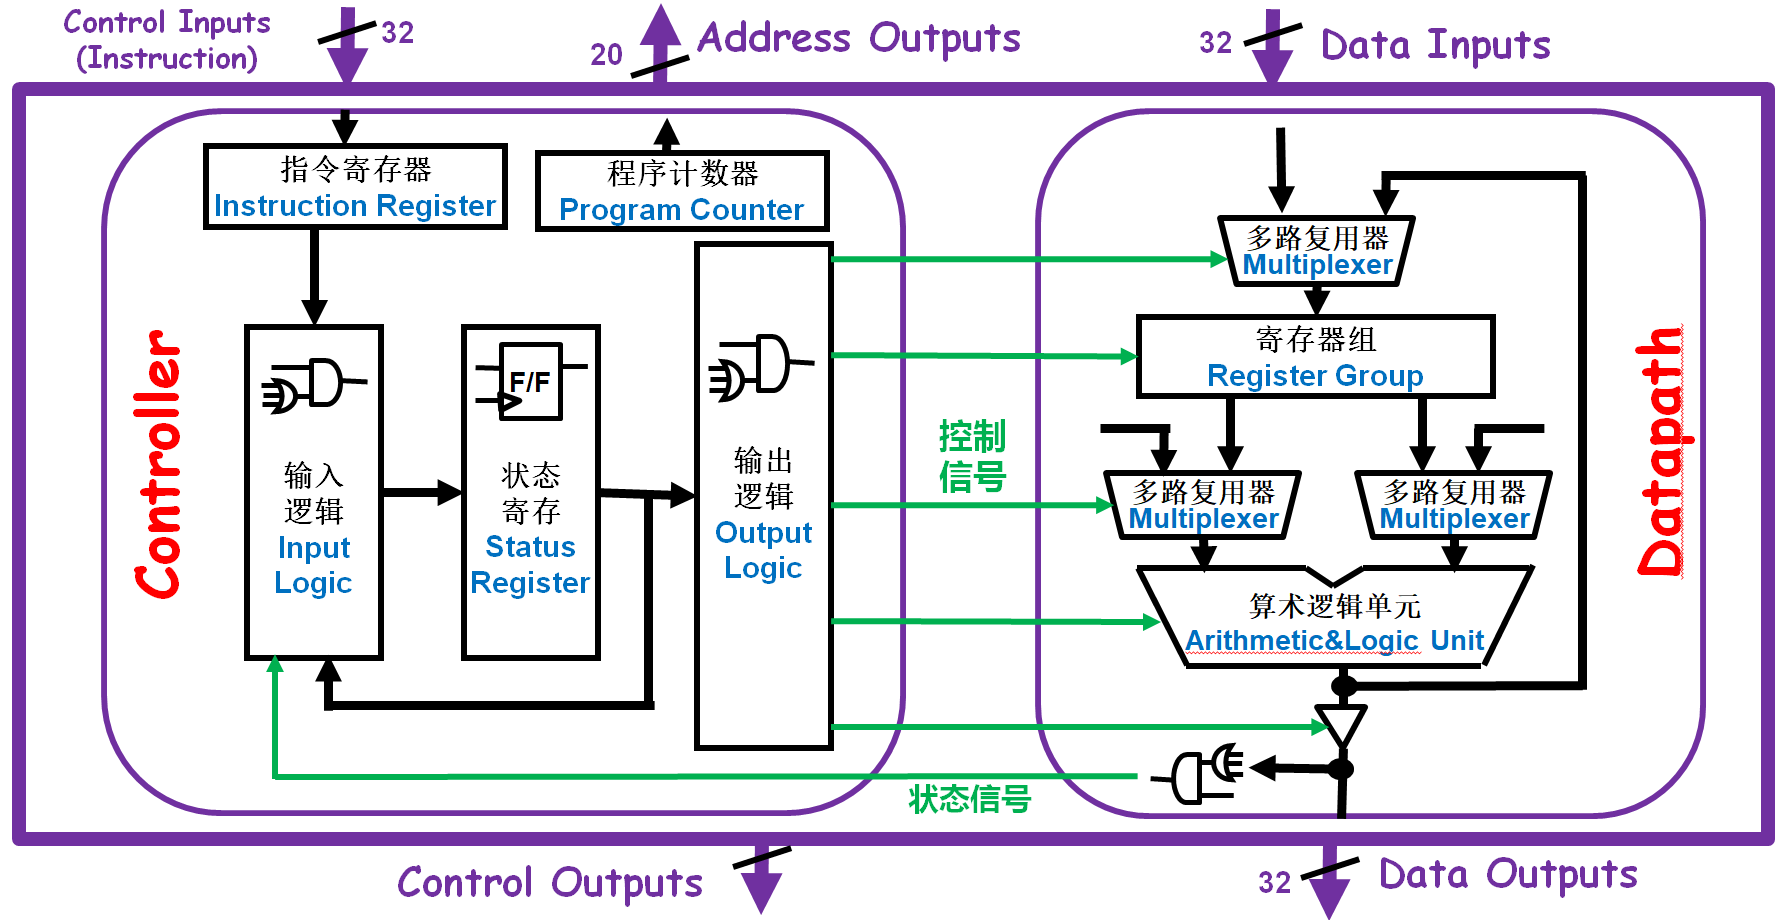 Control Inputs
(Instruction)
32
20
Address Outputs
32
Data Inputs
指令寄存器
Instruction Register
程序计数器
Program Counter
Controller
输入
逻辑
Input
Logic
F/F
状态
寄存
Status
Register
输出
逻辑
Output
Logic
控制
信号
状态信号
多路复用器
Multiplexer
寄存器组
Register Group
多路复用器
Multiplexer
多路复用器
Multiplexer
算术逻辑单元
Arithmetic&Logic Unit
Datapath
Control Outputs
32
Data Outputs